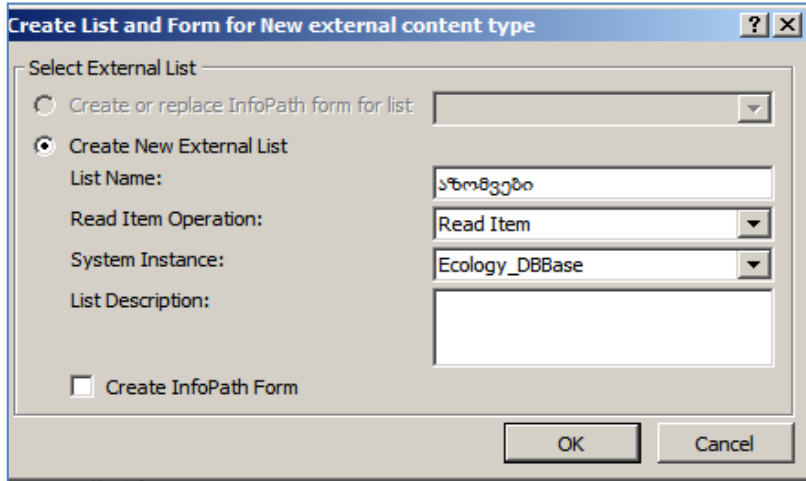 Create List and Form for New external content type
Select External List
Create or replace InfoPath form for list
Create New External List
List Name: აზომვები
Read Item Operation: Read Item
System Instance: Ecology_DBBase
List Description:
Create InfoPath Form
OK Cancel